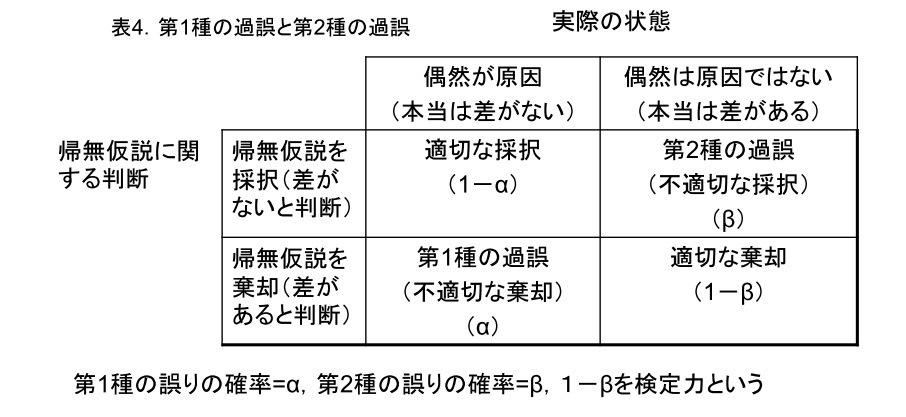 表4．第1種の過誤と第2種の過誤
実際の状態
偶然が原因
（本当は差がない）
偶然は原因ではない
（本当は差がある）
帰無仮説に関
する判断
帰無仮説を
採択（差が
ないと判断）
適切な採択
（1－α）
第2種の過誤
（不適切な採択）
（β）
帰無仮説を
棄却（差が
あると判断）
第1種の過誤
（不適切な棄却）
（α）
適切な棄却
（1－β）
第1種の誤りの確率=α，第2種の誤りの確率=β，１－βを検定力という